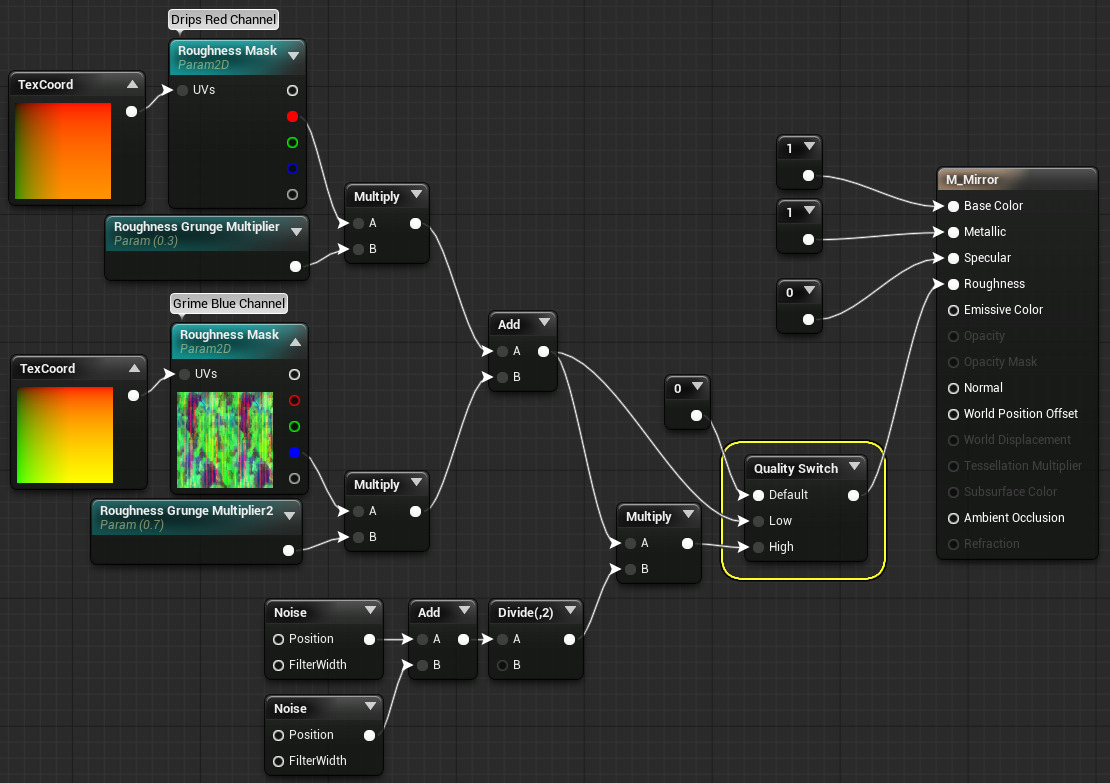 Drips Red Channel
Roughness Mask
Param2D
UVs
TexCoord
Roughness Grunge Multiplier
Param (0.3)
Multiply
A
B
Grime Blue Channel
Roughness Mask
Param2D
UVs
TexCoord
Roughness Grunge Multiplier2
Param (0.7)
Multiply
A
B
Add
A
B
Noise
Position
FilterWidth
Noise
Position
FilterWidth
Add
A
B
Divide(,2)
A
B
Multiply
A
B
0
Quality Switch
Default
Low
High
1
1
0
M_Mirror
Base Color
Metallic
Specular
Roughness
Emissive Color
Opacity
Opacity Mask
Normal
World Position Offset
World Displacement
Tessellation Multiplier
Subsurface Color
Ambient Occlusion
Refraction